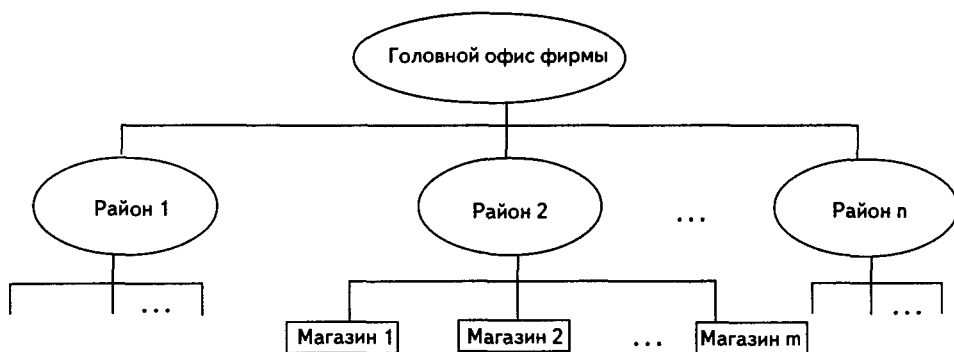 Головной офис фирмы
Район 1
Район 2
...
Район n
...
...
Магазин 1
Магазин 2
...
Магазин m